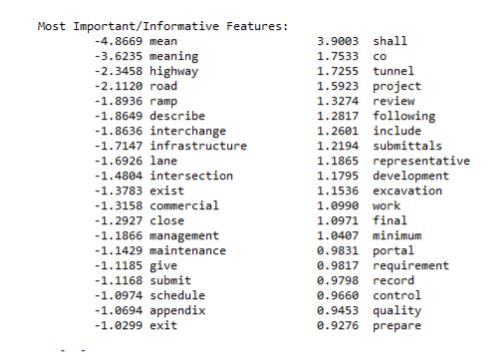 Most Important/Informative Features:
-4.8669 mean 3.9003 shall
-3.6235 meaning 1.7533 co
-2.3458 highway 1.7255 tunnel
-2.1120 road 1.5923 project
-1.8936 ramp 1.3274 review
-1.8649 describe 1.2817 following
-1.8636 interchange 1.2601 include
-1.7147 infrastructure 1.2194 submittals
-1.6926 lane 1.1865 representative
-1.4804 intersection 1.1795 development
-1.3783 exist 1.1536 excavation
-1.3158 commercial 1.0990 work
-1.2927 close 1.0971 final
-1.1866 management 1.0407 minimum
-1.1429 maintenance 0.9831 portal
-1.1185 give 0.9817 requirement
-1.1168 submit 0.9798 record
-1.0974 schedule 0.9660 control
-1.0694 appendix 0.9453 quality
-1.0299 exit 0.9276 prepare